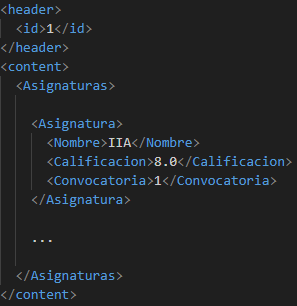 <header>
<id>1</id>
</header>
<content>
<Asignaturas>
<Asignatura>
<Nombre>IIA</Nombre>
<Calificacion>8.0</Calificacion>
<Convocatoria>1</Convocatoria>
</Asignatura>
...
</Asignaturas>
</content>